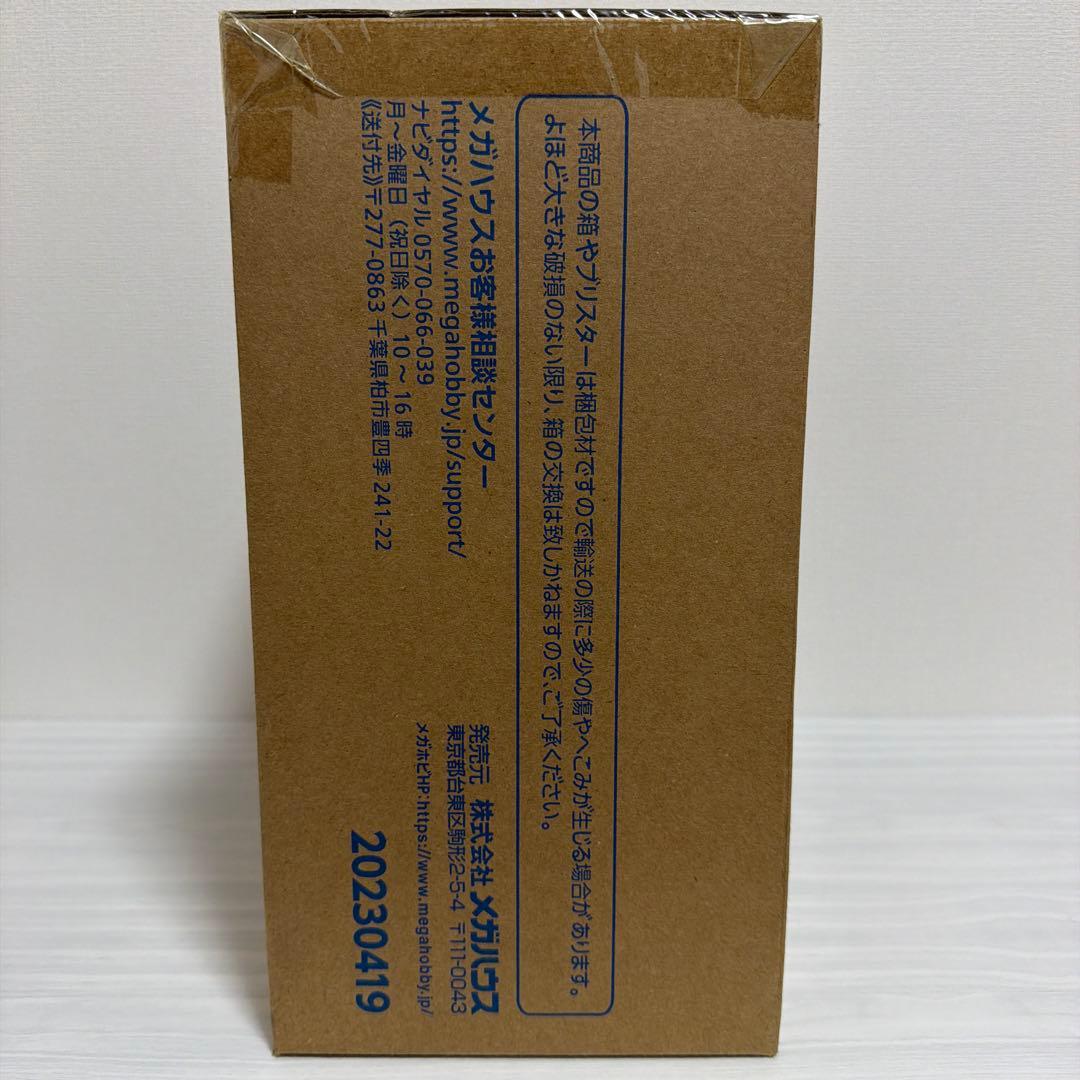 本商品の箱やブリスターは梱包材ですので輸送の際に多少の傷やへこみが生じる場合があります。
よほど大きな破損のない限り、箱の交換は致しかねますので、ご了承ください。
メガハウスお客様相談センター
https://www.megahobby.jp/support/
ナビダイヤル 0570-066-039
月〜金曜日（祝日除く）10〜16時
《送付先》〒277-0863 千葉県柏市豊四季 241-22
発売元 株式会社 メガハウス
東京都台東区駒形2-5-4 〒111-0043
メガホビHP:https://www.megahobby.jp/
20230419